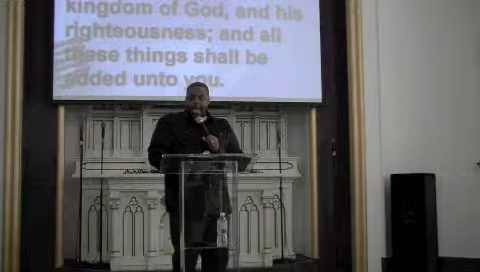 kingdom of God, and his
righteousness; and all
these things shall be
added unto you.